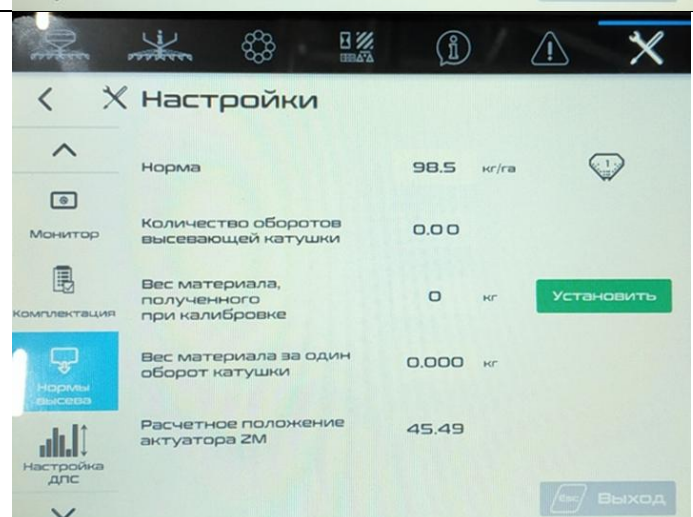 Настройки
Норма 98.5 кг/га 1
Монитор
Количество оборотов
высевающей катушки 0.00
Комплектация
Вес материала,
полученного
при калибровке 0 кг Установить
Нормы
высева
Вес материала за один
оборот катушки 0.000 кг
Настройка
ДПС
Расчетное положение
актуатора ZM 45.49
Esc Выход